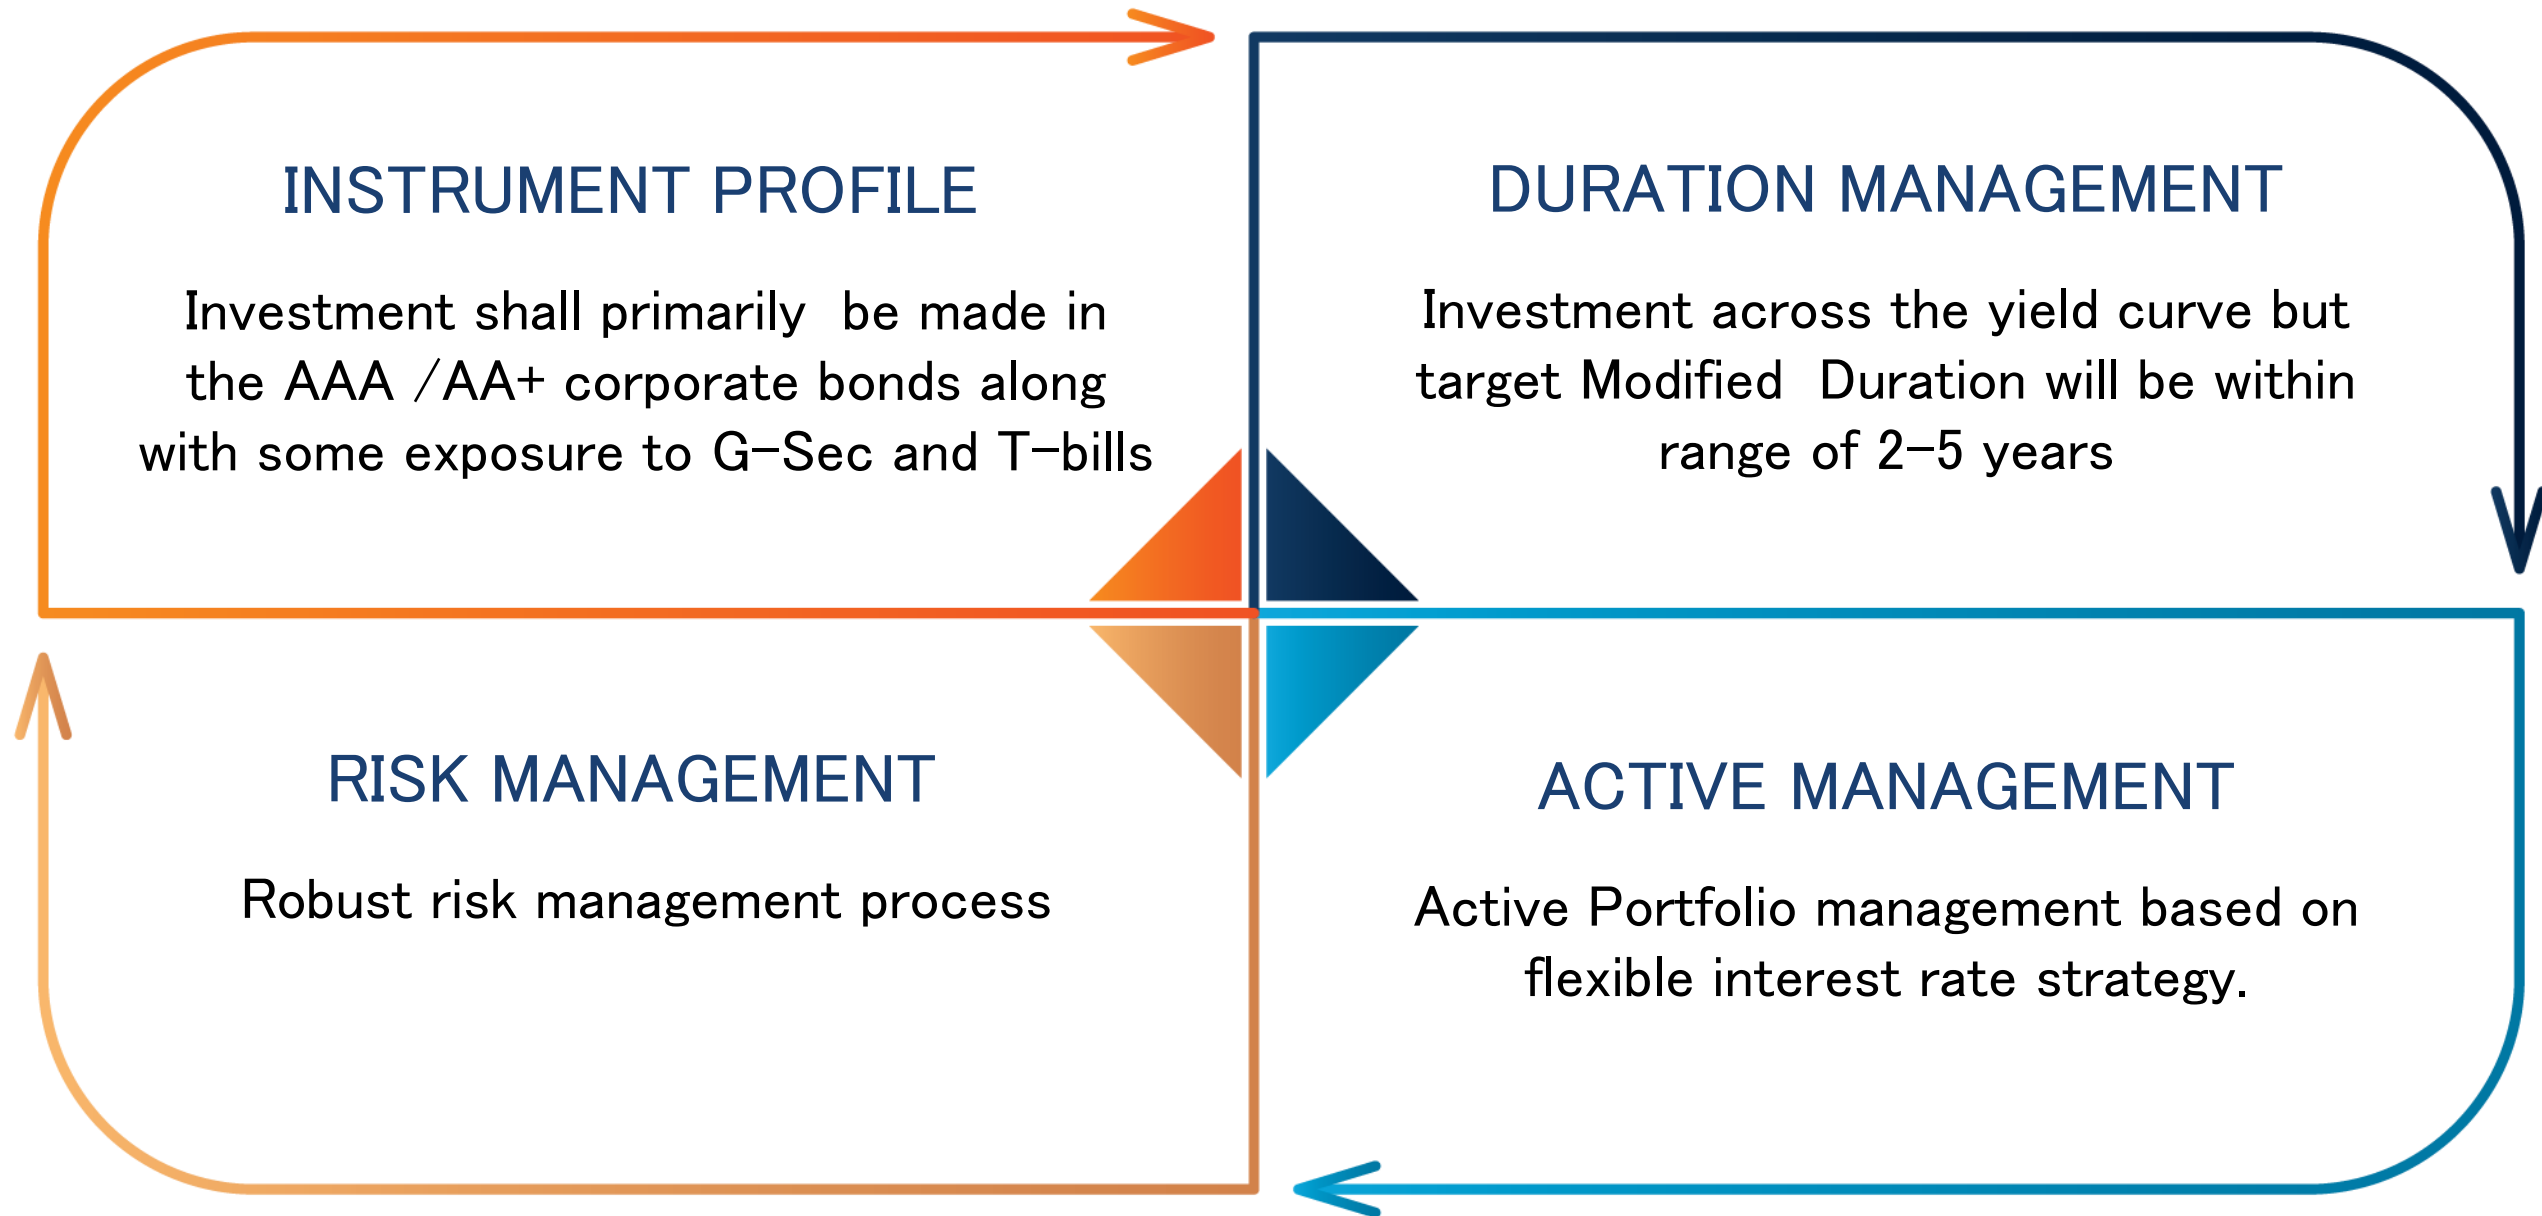 INSTRUMENT PROFILE
Investment shall primarily  be made in
the AAA /AA+ corporate bonds along
with some exposure to G-Sec and T-bills
DURATION MANAGEMENT
Investment across the yield curve but
target Modified  Duration will be within
range of 2-5 years
RISK MANAGEMENT
Robust risk management process
ACTIVE MANAGEMENT
Active Portfolio management based on
flexible interest rate strategy.